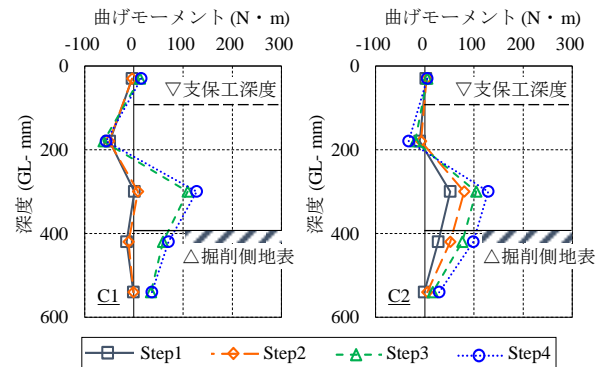 曲げモーメント (N・m)
-100 0 100 200 300
0
200
400
600
深度 (GL- mm)
▽支保工深度
△掘削側地表
C1
曲げモーメント (N・m)
-100 0 100 200 300
0
200
400
600
深度 (GL- mm)
▽支保工深度
△掘削側地表
C2
Step1 Step2 Step3 Step4